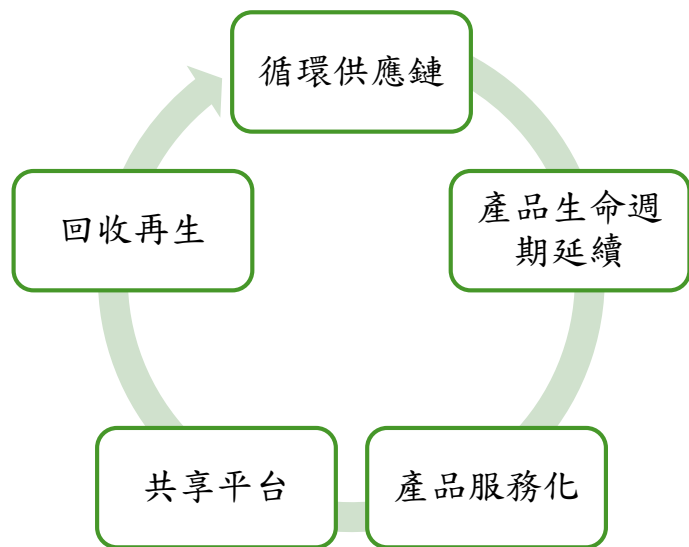 循環供應鏈
產品生命週
期延續
產品服務化
共享平台
回收再生